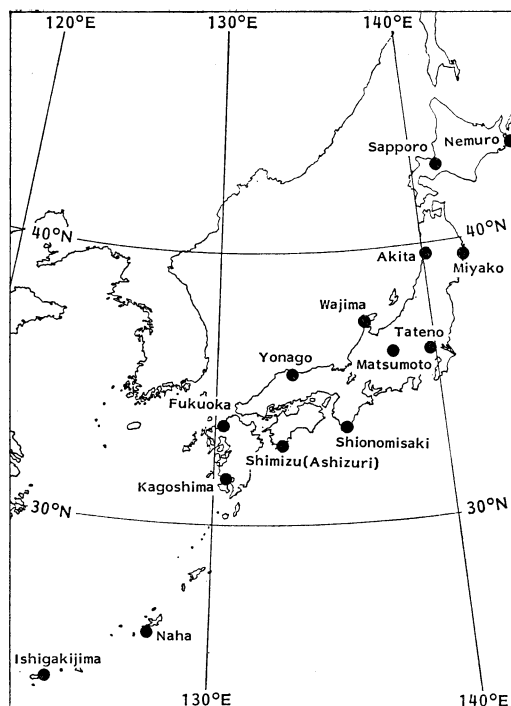 120°E
130°E
140°E
Nemuro
Sapporo
40°N
40°N
Akita
Miyako
Wajima
Tateno
Yonago
Matsumoto
Fukuoka
Shionomisaki
Shimizu(Ashizuri)
Kagoshima
30°N
30°N
Naha
Ishigakijima
130°E
140°E